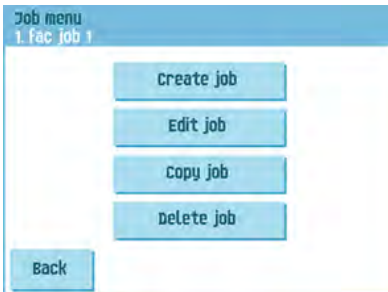 Job menu
1. Fac job 1
Create job
Edit job
Copy job
Delete job
Back